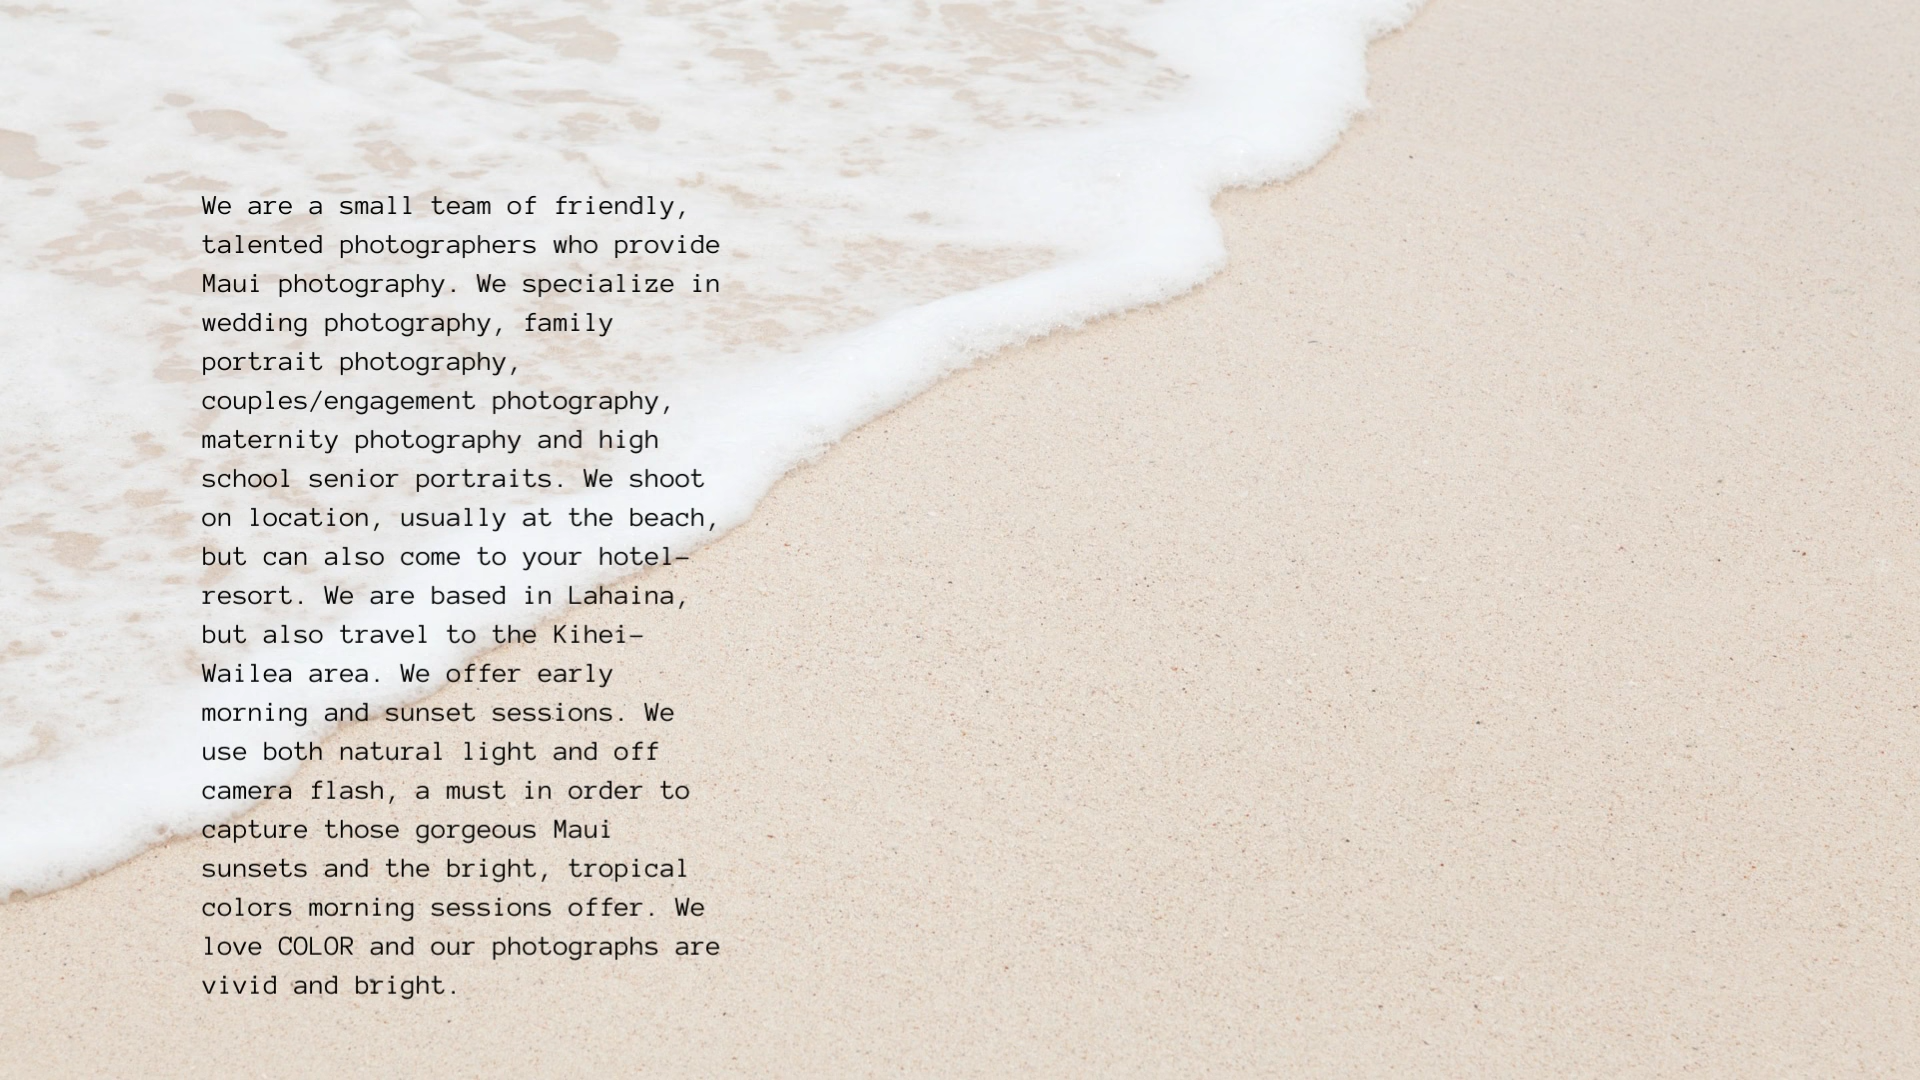 We are a small team of friendly,
talented photographers who provide
Maui photography. We specialize in
wedding photography, family
portrait photography,
couples/engagement photography,
maternity photography and high
school senior portraits. We shoot
on location, usually at the beach,
but can also come to your hotel-
resort. We are based in Lahaina,
but also travel to the Kihei-
Wailea area. We offer early
morning and sunset sessions. We
use both natural light and off
camera flash, a must in order to
capture those gorgeous Maui
sunsets and the bright, tropical
colors morning sessions offer. We
love COLOR and our photographs are
vivid and bright.